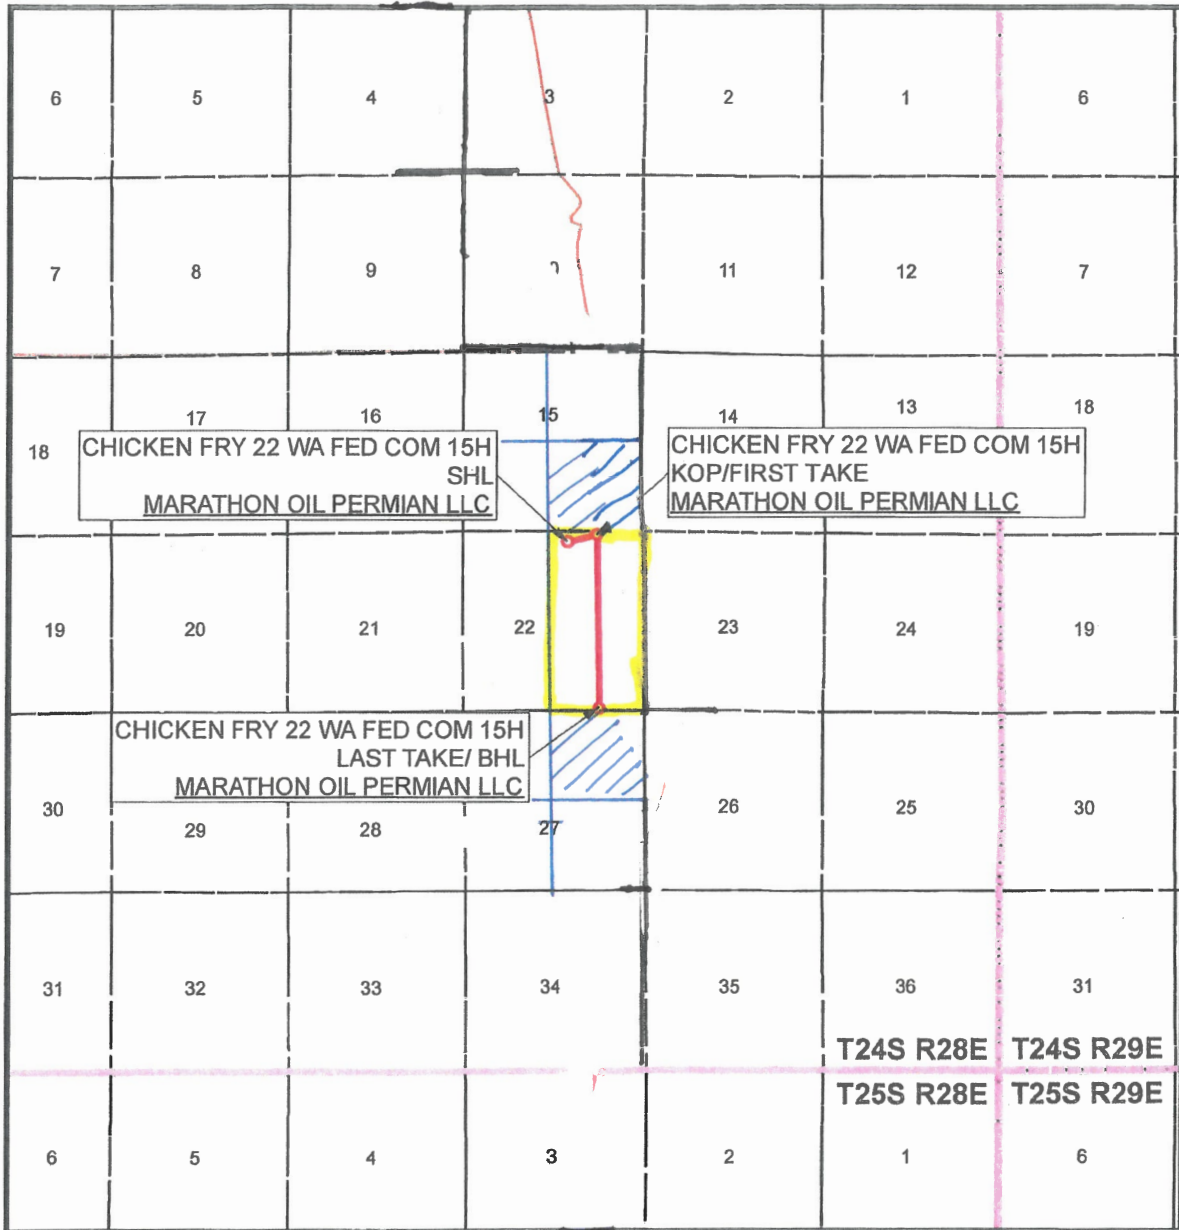 6 5 4 3 2 1 6
7 8 9 11 12 7
17 16 15 14 13 18
18
CHICKEN FRY 22 WA FED COM 15H
SHL
MARATHON OIL PERMIAN LLC
CHICKEN FRY 22 WA FED COM 15H
KOP/FIRST TAKE
MARATHON OIL PERMIAN LLC
19 20 21 22 23 24 19
CHICKEN FRY 22 WA FED COM 15H
LAST TAKE/ BHL
MARATHON OIL PERMIAN LLC
30 29 28 27 26 25 30
31 32 33 34 35 36 31
T24S R28E T24S R29E
T25S R28E T25S R29E
6 5 4 3 2 1 6